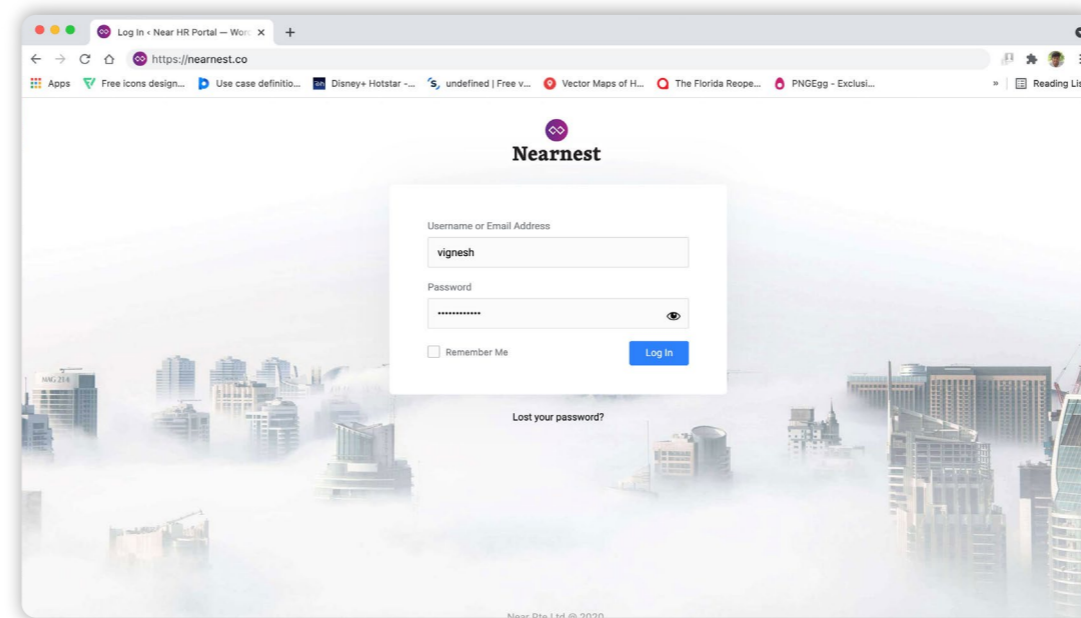 Log In ‹ Near HR Portal — Wor
https://nearnest.co
Apps Free icons design... Use case definitio... Disney+ Hotstar -... undefined | Free v... Vector Maps of H... The Florida Reope... PNGEgg - Exclusi... » Reading Lis
Nearnest
Username or Email Address
vignesh
Password
••••••••••••
Remember Me Log In
Lost your password?
MAG 214
Near Pte Ltd @ 2020